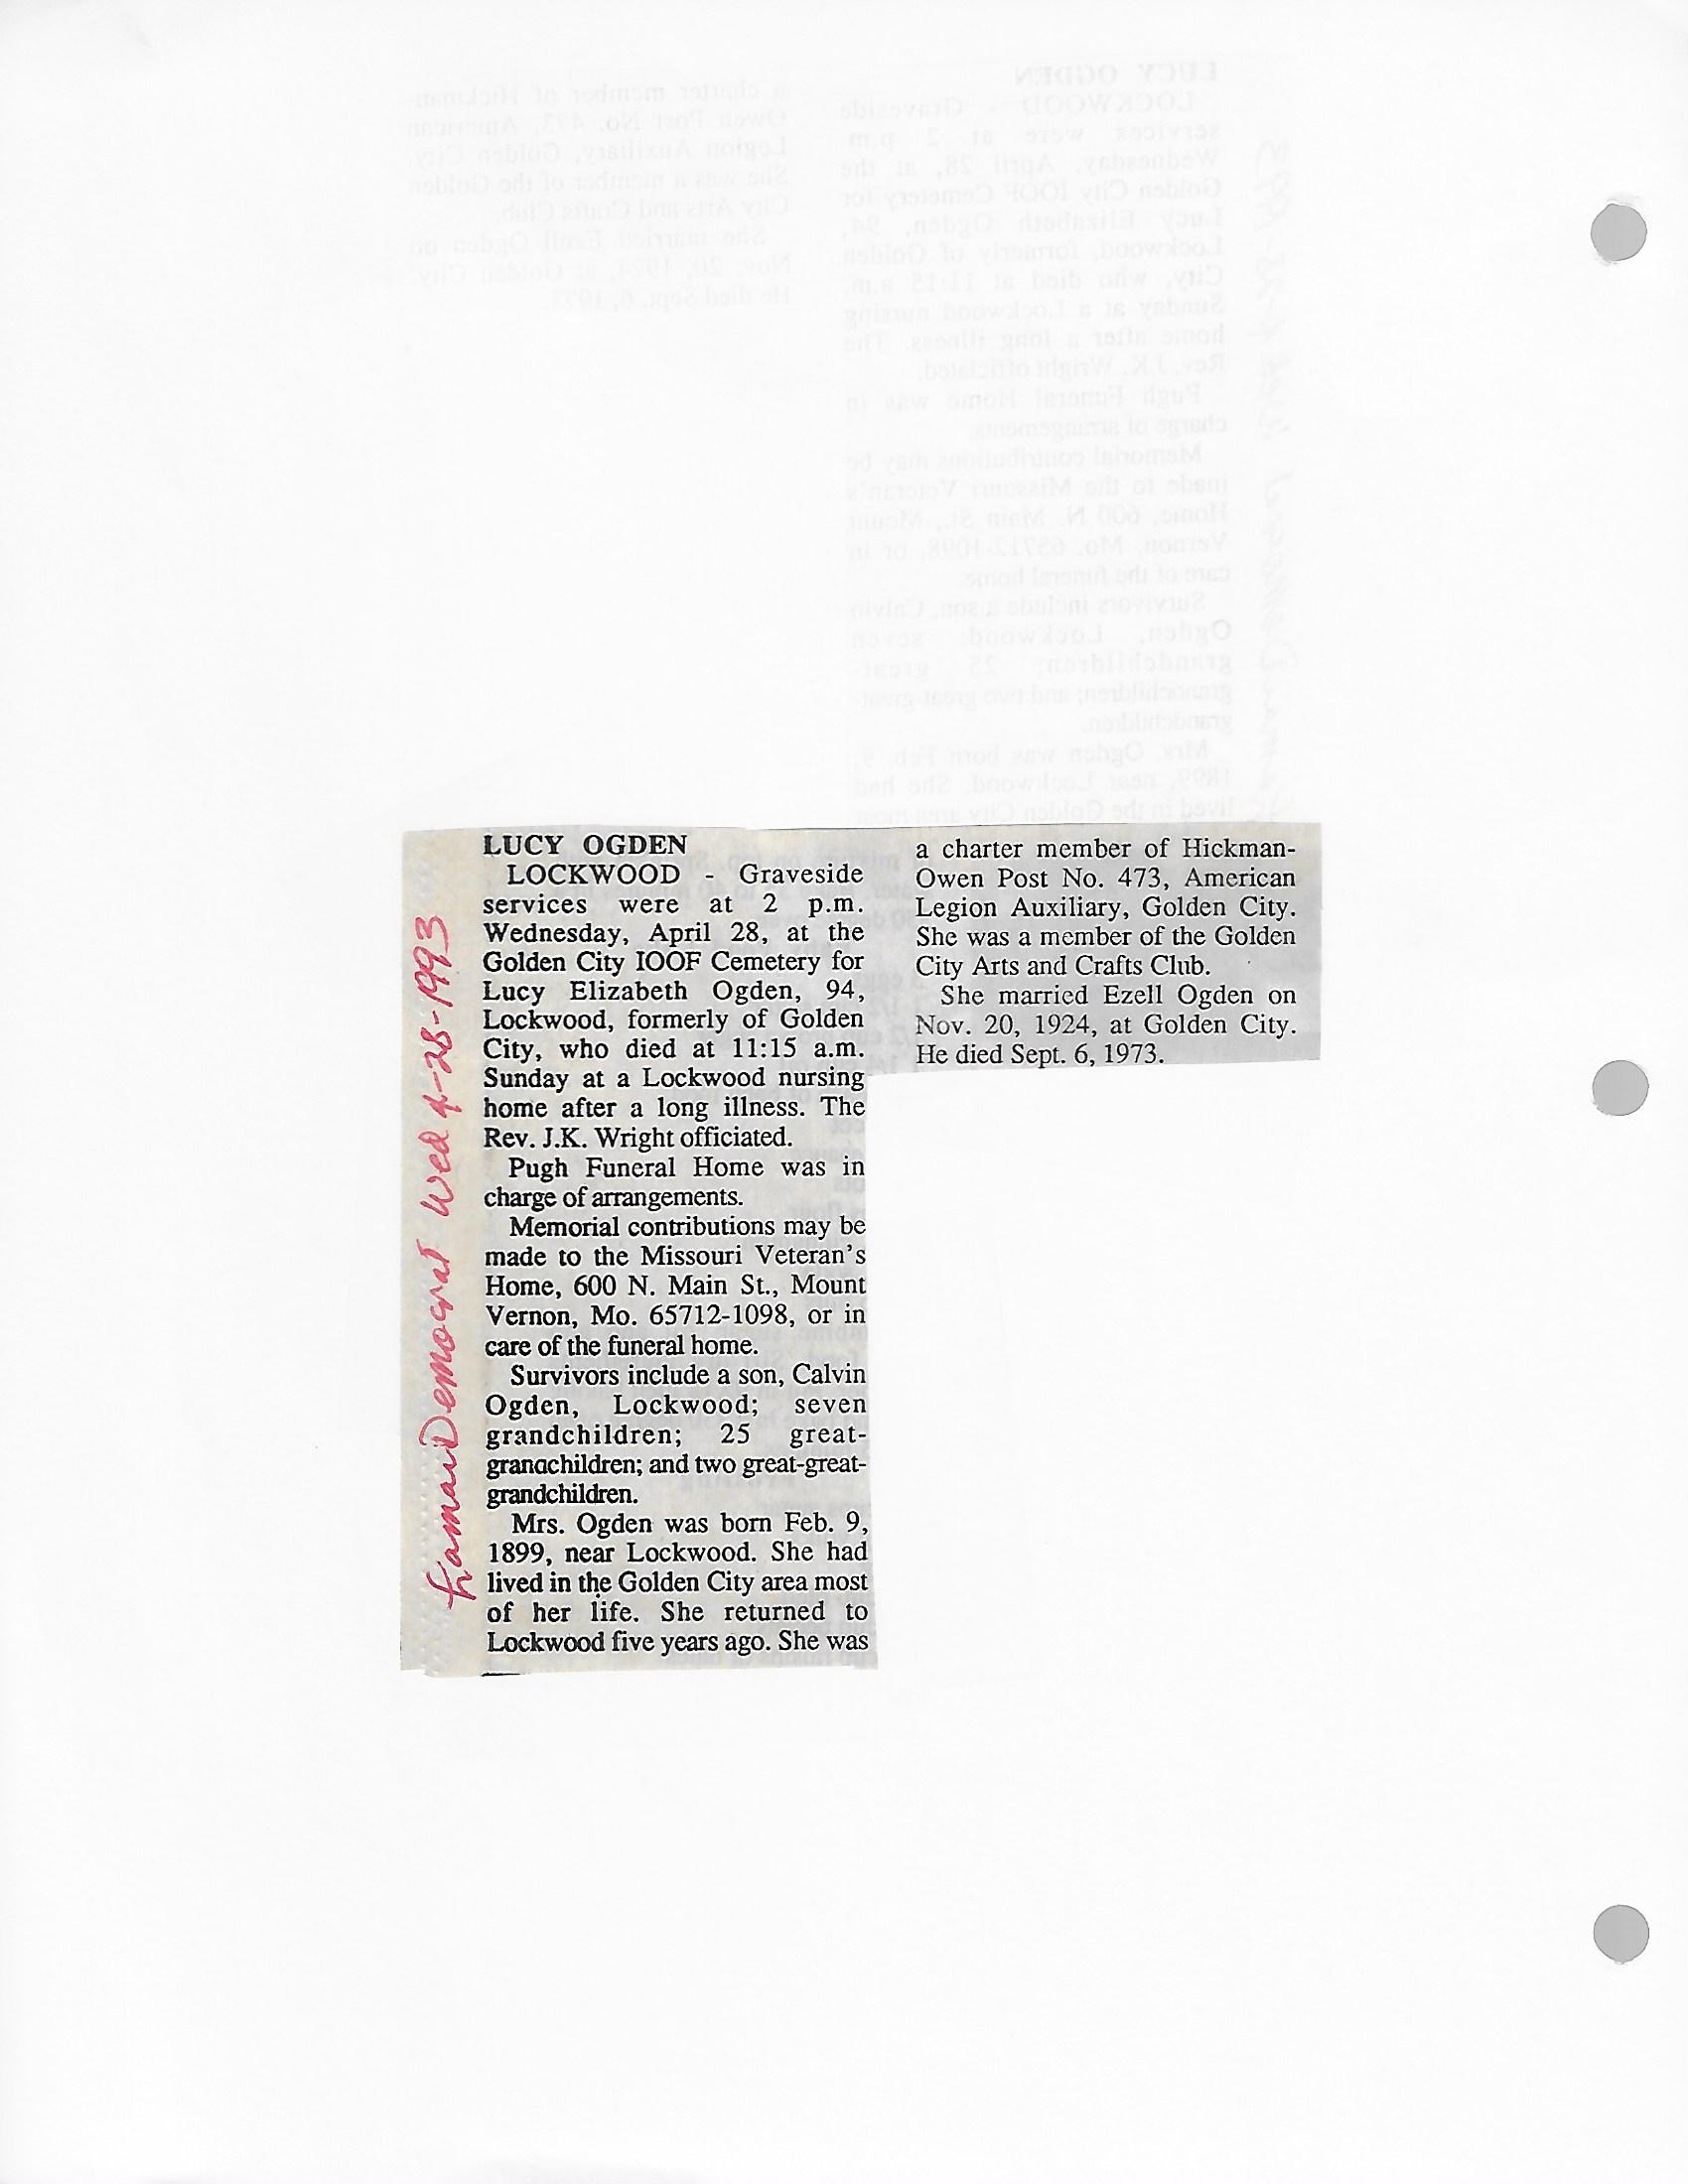 Lamar Democrat Wed 4-28-1993
LUCY OGDEN
LOCKWOOD - Graveside
services were at 2 p.m.
Wednesday, April 28, at the
Golden City IOOF Cemetery for
Lucy Elizabeth Ogden, 94,
Lockwood, formerly of Golden
City, who died at 11:15 a.m.
Sunday at a Lockwood nursing
home after a long illness. The
Rev. J.K. Wright officiated.
Pugh Funeral Home was in
charge of arrangements.
Memorial contributions may be
made to the Missouri Veteran's
Home, 600 N. Main St., Mount
Vernon, Mo. 65712-1098, or in
care of the funeral home.
Survivors include a son, Calvin
Ogden, Lockwood; seven
grandchildren; 25 great-
grandchildren; and two great-great-
grandchildren.
Mrs. Ogden was born Feb. 9,
1899, near Lockwood. She had
lived in the Golden City area most
of her life. She returned to
Lockwood five years ago. She was
a charter member of Hickman-
Owen Post No. 473, American
Legion Auxiliary, Golden City.
She was a member of the Golden
City Arts and Crafts Club.
She married Ezell Ogden on
Nov. 20, 1924, at Golden City.
He died Sept. 6, 1973.